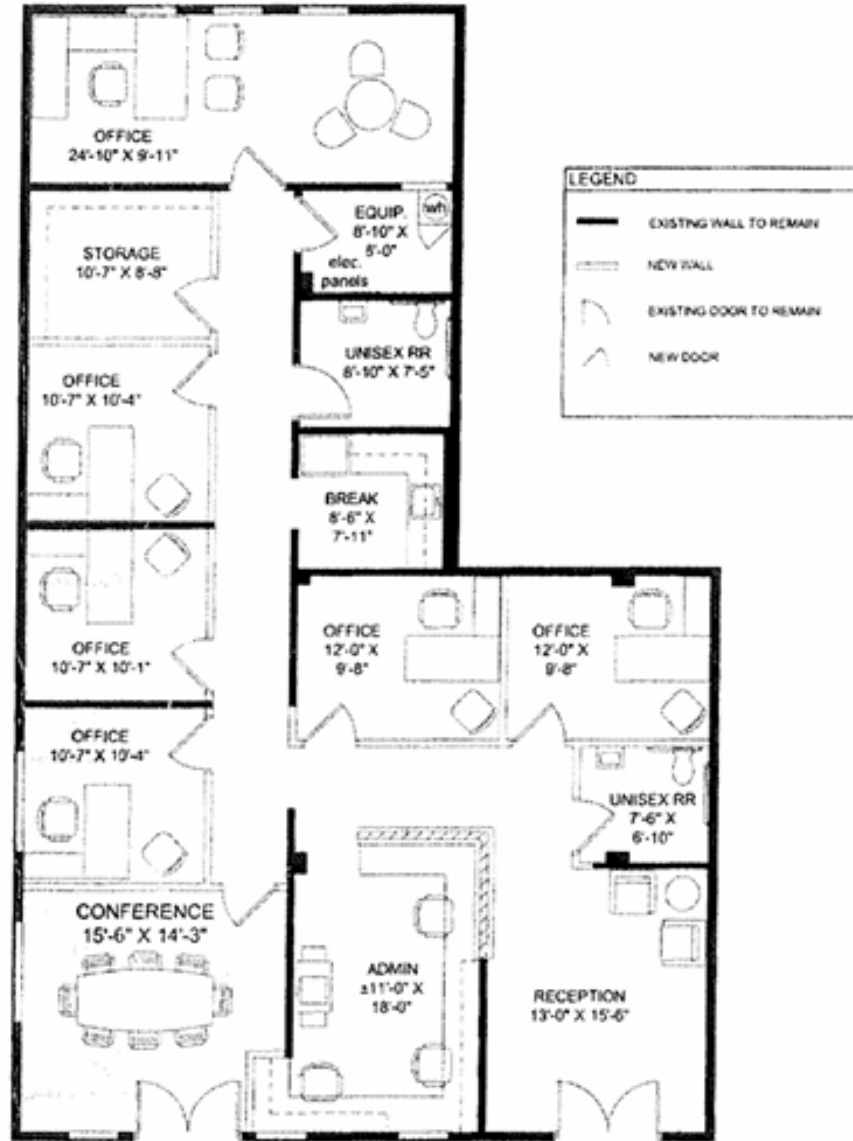 OFFICE
24'-10" X 9'-11"
LEGEND
EXISTING WALL TO REMAIN
NEW WALL
EXISTING DOOR TO REMAIN
NEW DOOR
EQUIP.
8'-10" X
5'-0"
elec.
panels
wh
STORAGE
10'-7" X 8'-8"
UNISEX RR
8'-10" X 7'-5"
OFFICE
10'-7" X 10'-4"
BREAK
8'-6" X
7'-11"
OFFICE
10'-7" X 10'-1"
OFFICE
12'-0" X
9'-8"
OFFICE
12'-0" X
9'-8"
OFFICE
10'-7" X 10'-4"
UNISEX RR
7'-6" X
6'-10"
CONFERENCE
15'-6" X 14'-3"
ADMIN
±11'-0" X
18'-0"
RECEPTION
13'-0" X 15'-6"